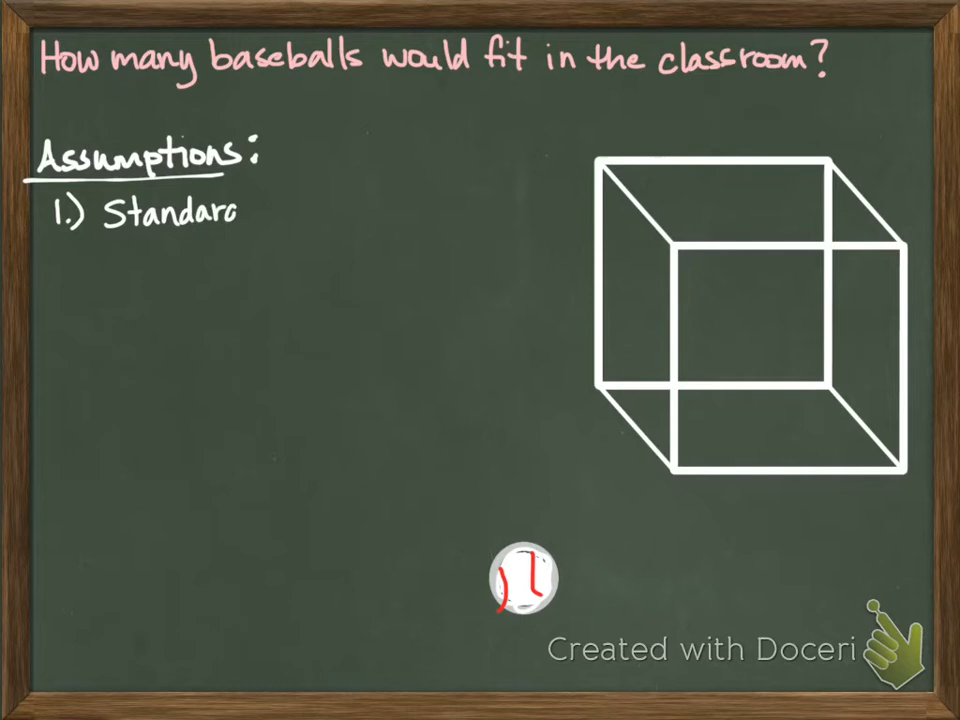 How many baseballs would fit in the classroom?
Assumptions:
1.) Standard
Created with Doceri